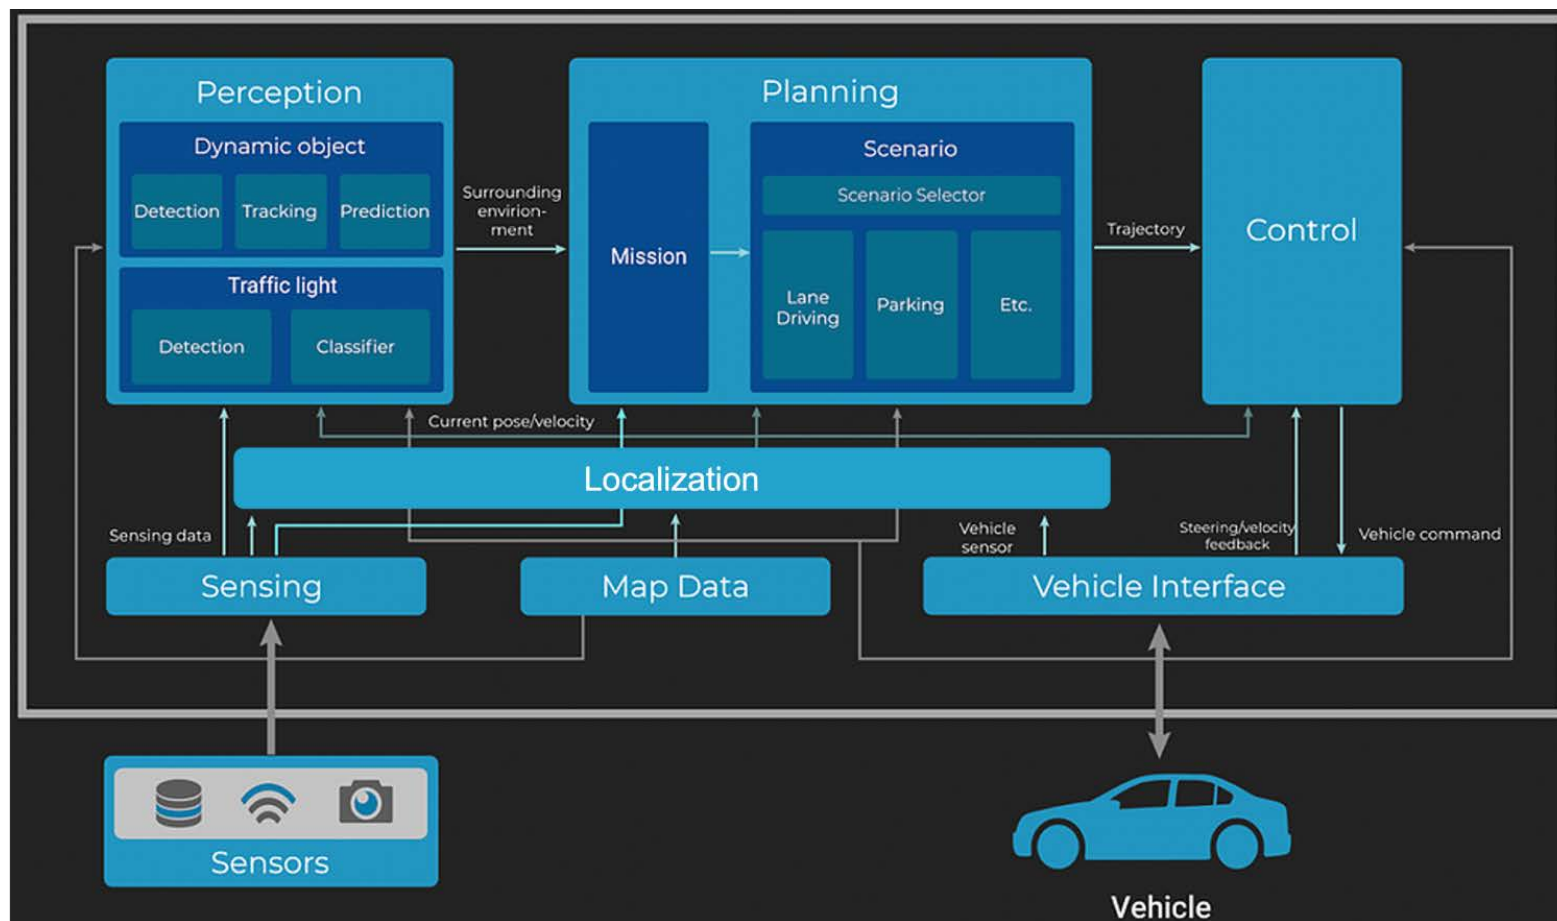 Perception
Dynamic object
Detection
Tracking
Prediction
Traffic light
Detection
Classifier
Surrounding
envirion-
ment
Planning
Mission
Scenario
Scenario Selector
Lane
Driving
Parking
Etc.
Trajectory
Control
Current pose/velocity
Localization
Sensing data
Vehicle
sensor
Steering/velocity
feedback
Vehicle command
Sensing
Map Data
Vehicle Interface
Sensors
Vehicle